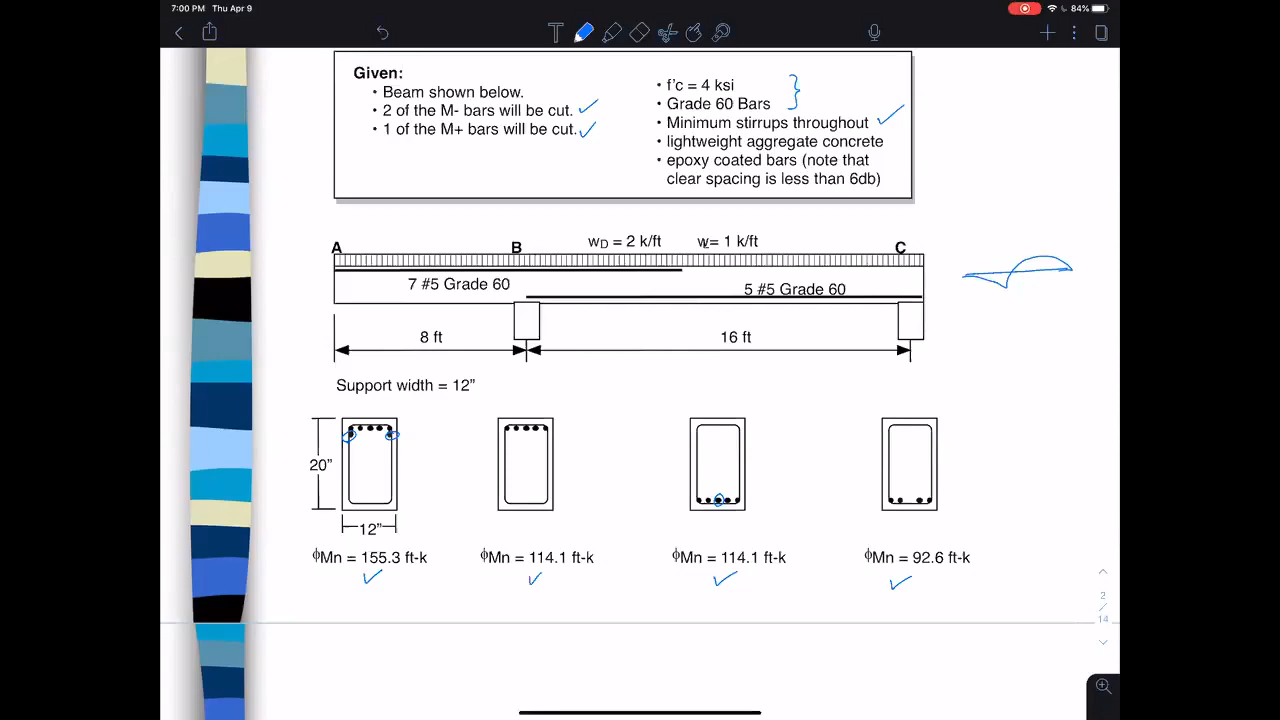 7:00 PM Thu Apr 9
84%
T
Given:
• Beam shown below.
• 2 of the M- bars will be cut.
• 1 of the M+ bars will be cut.
• f'c = 4 ksi
• Grade 60 Bars
• Minimum stirrups throughout
• lightweight aggregate concrete
• epoxy coated bars (note that
clear spacing is less than 6db)
A
B
wD = 2 k/ft
wL= 1 k/ft
C
7 #5 Grade 60
5 #5 Grade 60
8 ft
16 ft
Support width = 12"
20"
12"
ϕMn = 155.3 ft-k
ϕMn = 114.1 ft-k
ϕMn = 114.1 ft-k
ϕMn = 92.6 ft-k
2
/
14